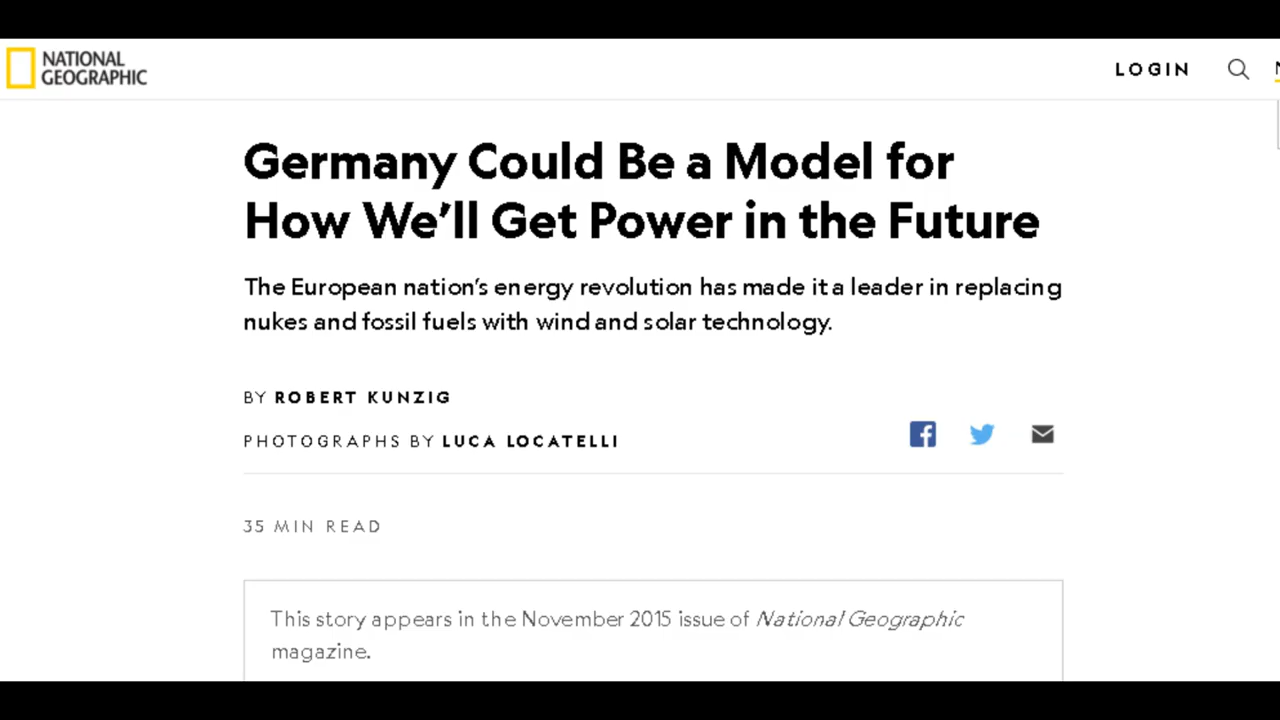 NATIONAL
GEOGRAPHIC
LOGIN
Germany Could Be a Model for
How We'll Get Power in the Future
The European nation's energy revolution has made it a leader in replacing
nukes and fossil fuels with wind and solar technology.
BY ROBERT KUNZIG
PHOTOGRAPHS BY LUCA LOCATELLI
35 MIN READ
This story appears in the November 2015 issue of National Geographic
magazine.